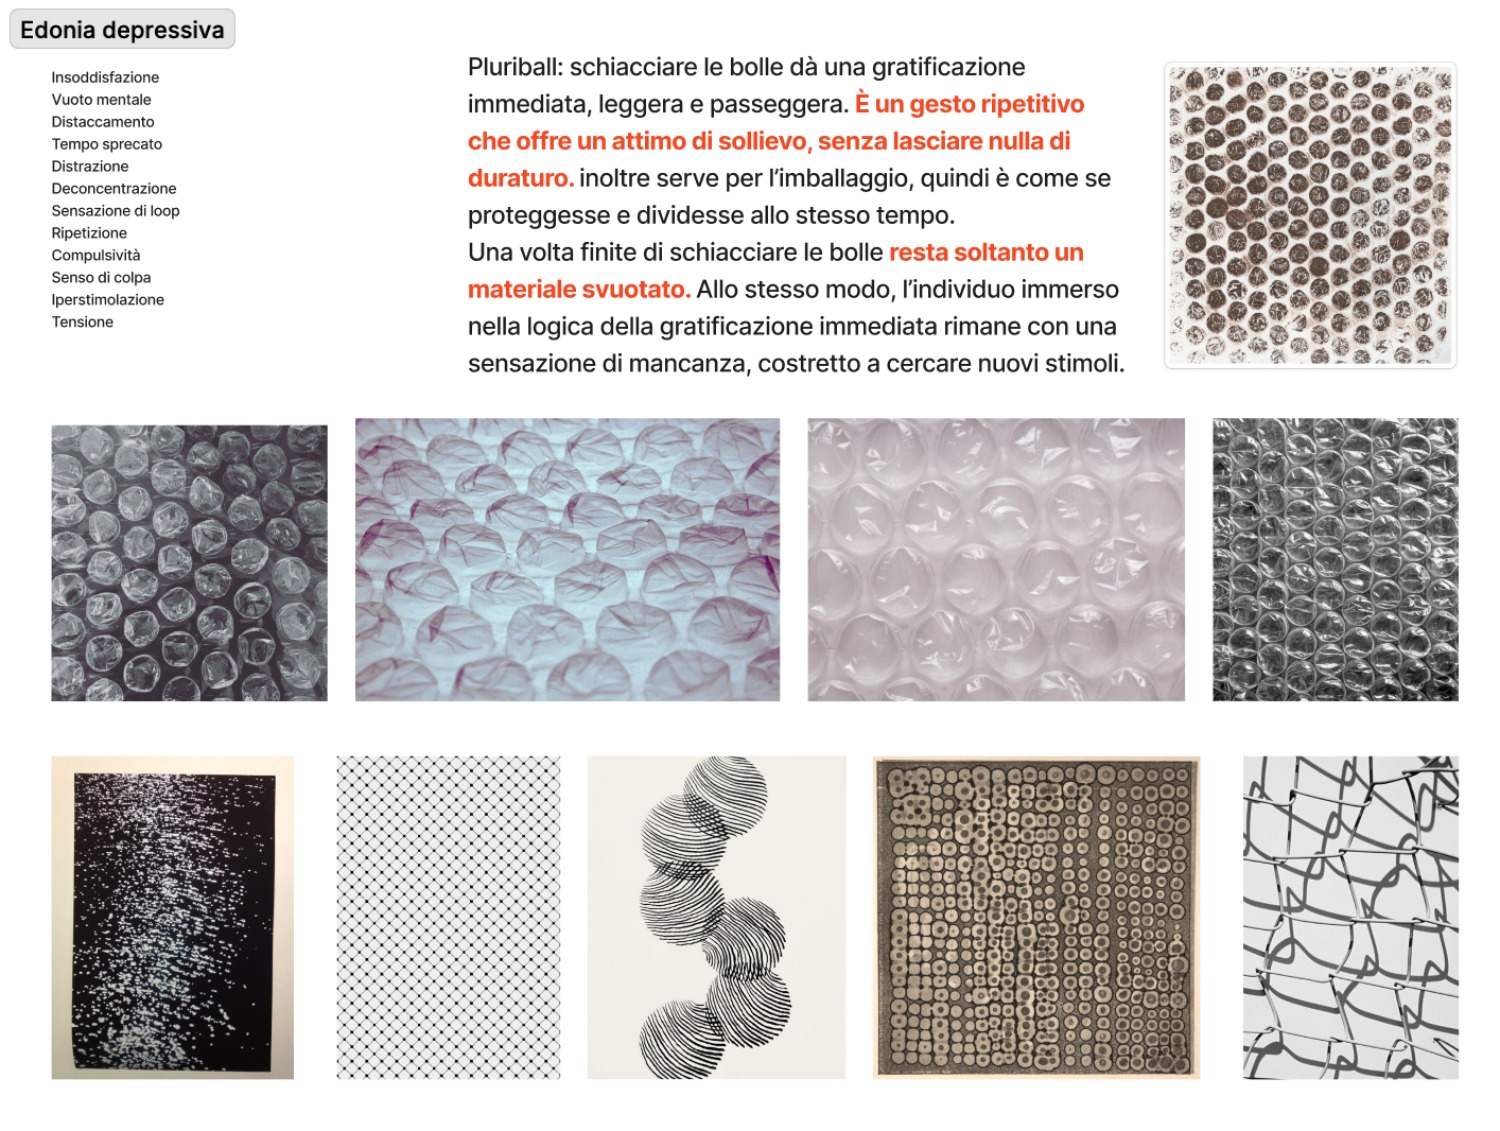 Edonia depressiva
Insoddisfazione
Vuoto mentale
Distaccamento
Tempo sprecato
Distrazione
Deconcentrazione
Sensazione di loop
Ripetizione
Compulsività
Senso di colpa
Iperstimolazione
Tensione
Pluriball: schiacciare le bolle dà una gratificazione
immediata, leggera e passeggera. È un gesto ripetitivo
che offre un attimo di sollievo, senza lasciare nulla di
duraturo. inoltre serve per l’imballaggio, quindi è come se
proteggesse e dividesse allo stesso tempo.
Una volta finite di schiacciare le bolle resta soltanto un
materiale svuotato. Allo stesso modo, l’individuo immerso
nella logica della gratificazione immediata rimane con una
sensazione di mancanza, costretto a cercare nuovi stimoli.